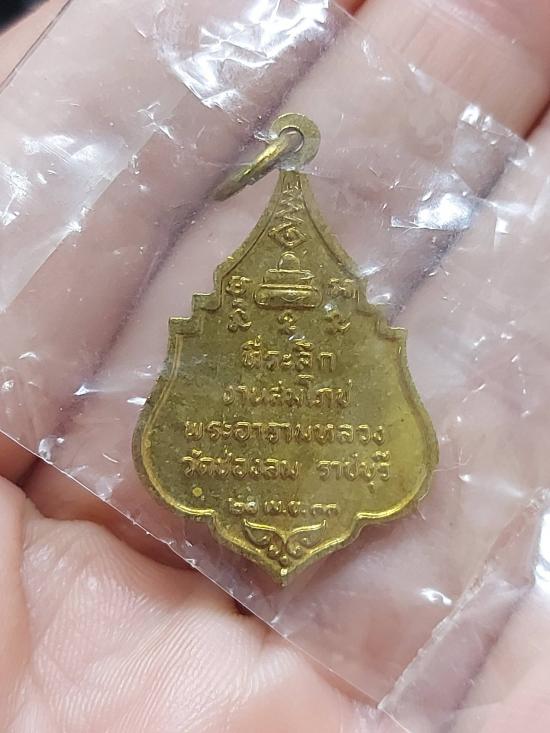 ที่ระลึก
งานสมโภช
พระอารามหลวง
วัดช่องลม ราชบุรี
๒๘ เม.ย. ๓๓